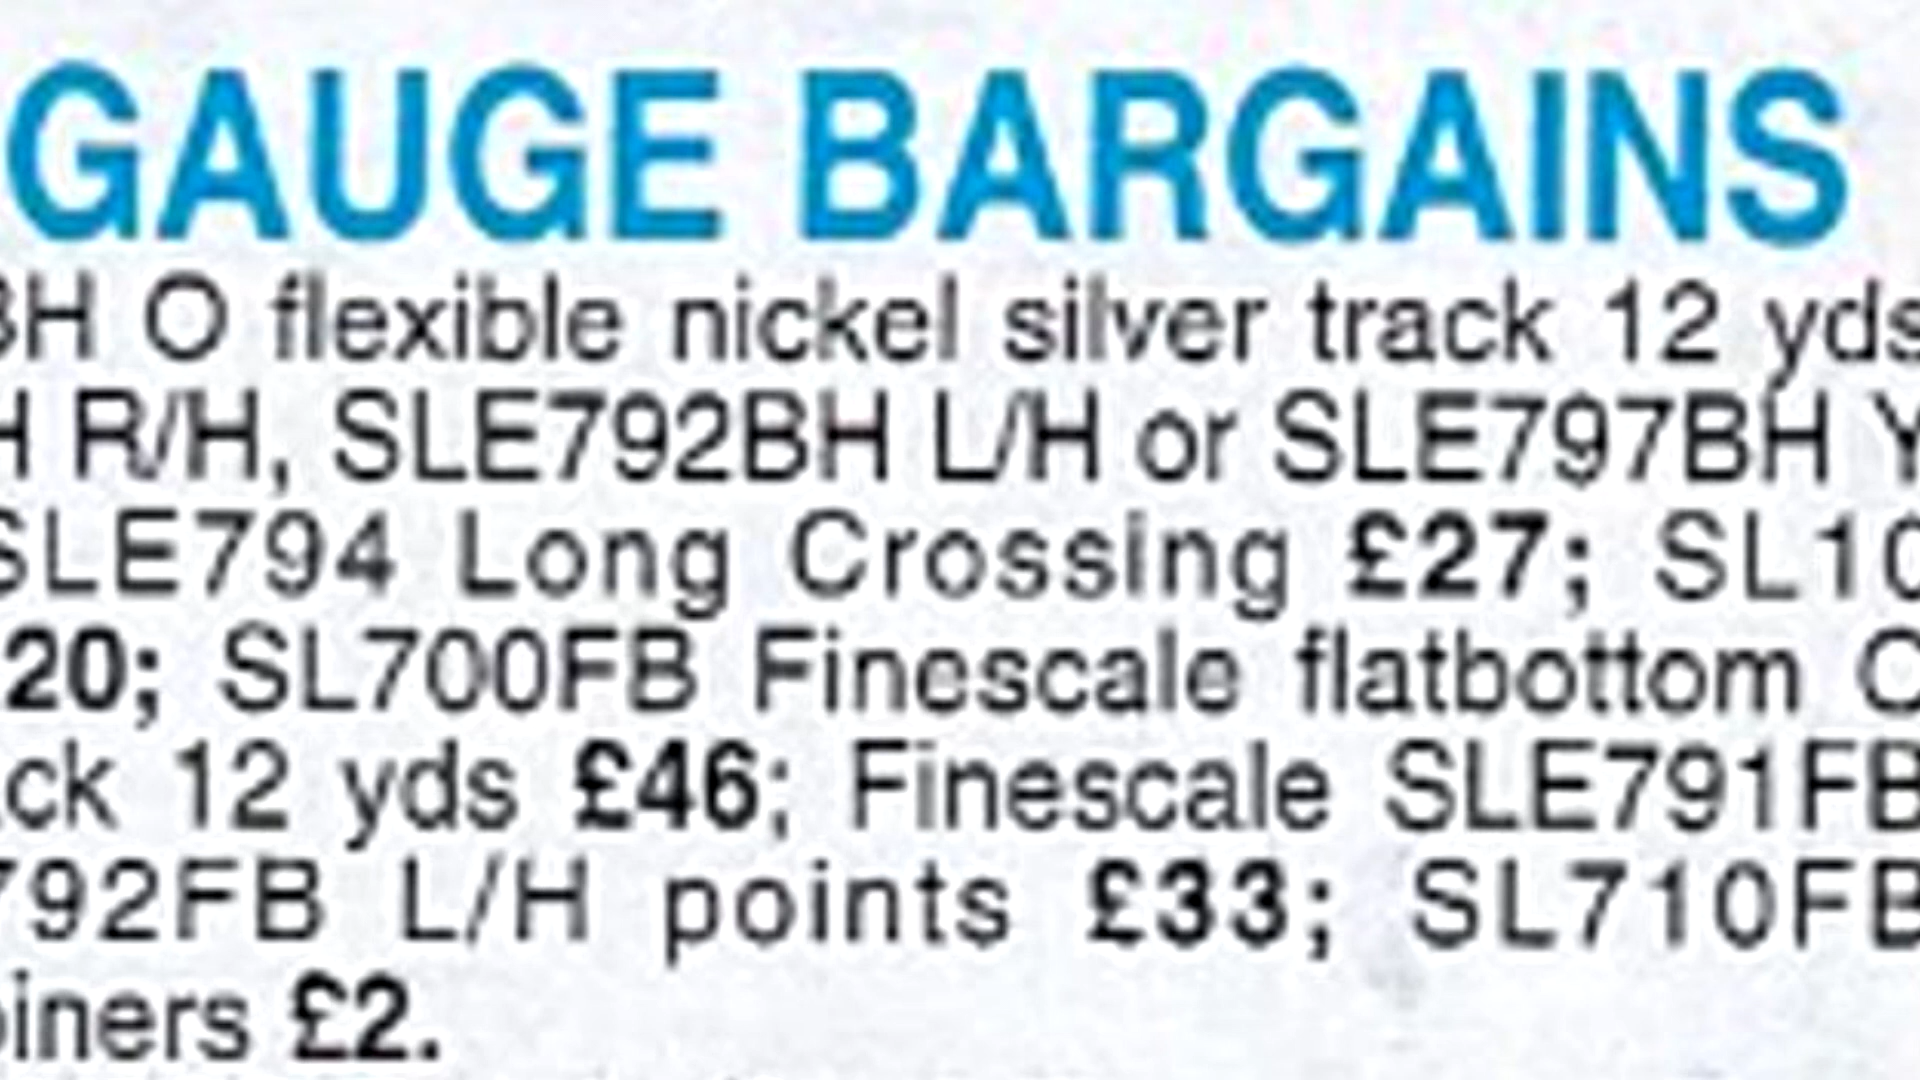 GAUGE BARGAINS
BH O flexible nickel silver track 12 yds
H R/H, SLE792BH L/H or SLE797BH Y
SLE794 Long Crossing £27; SL10
20; SL700FB Finescale flatbottom O
ck 12 yds £46; Finescale SLE791FB
792FB L/H points £33; SL710FB
oiners £2.